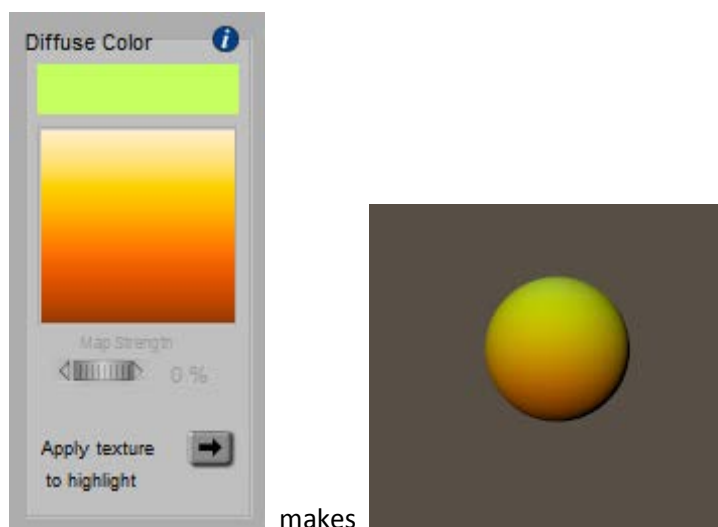 Diffuse Color i
Map Strength
0 %
Apply texture
to highlight
makes